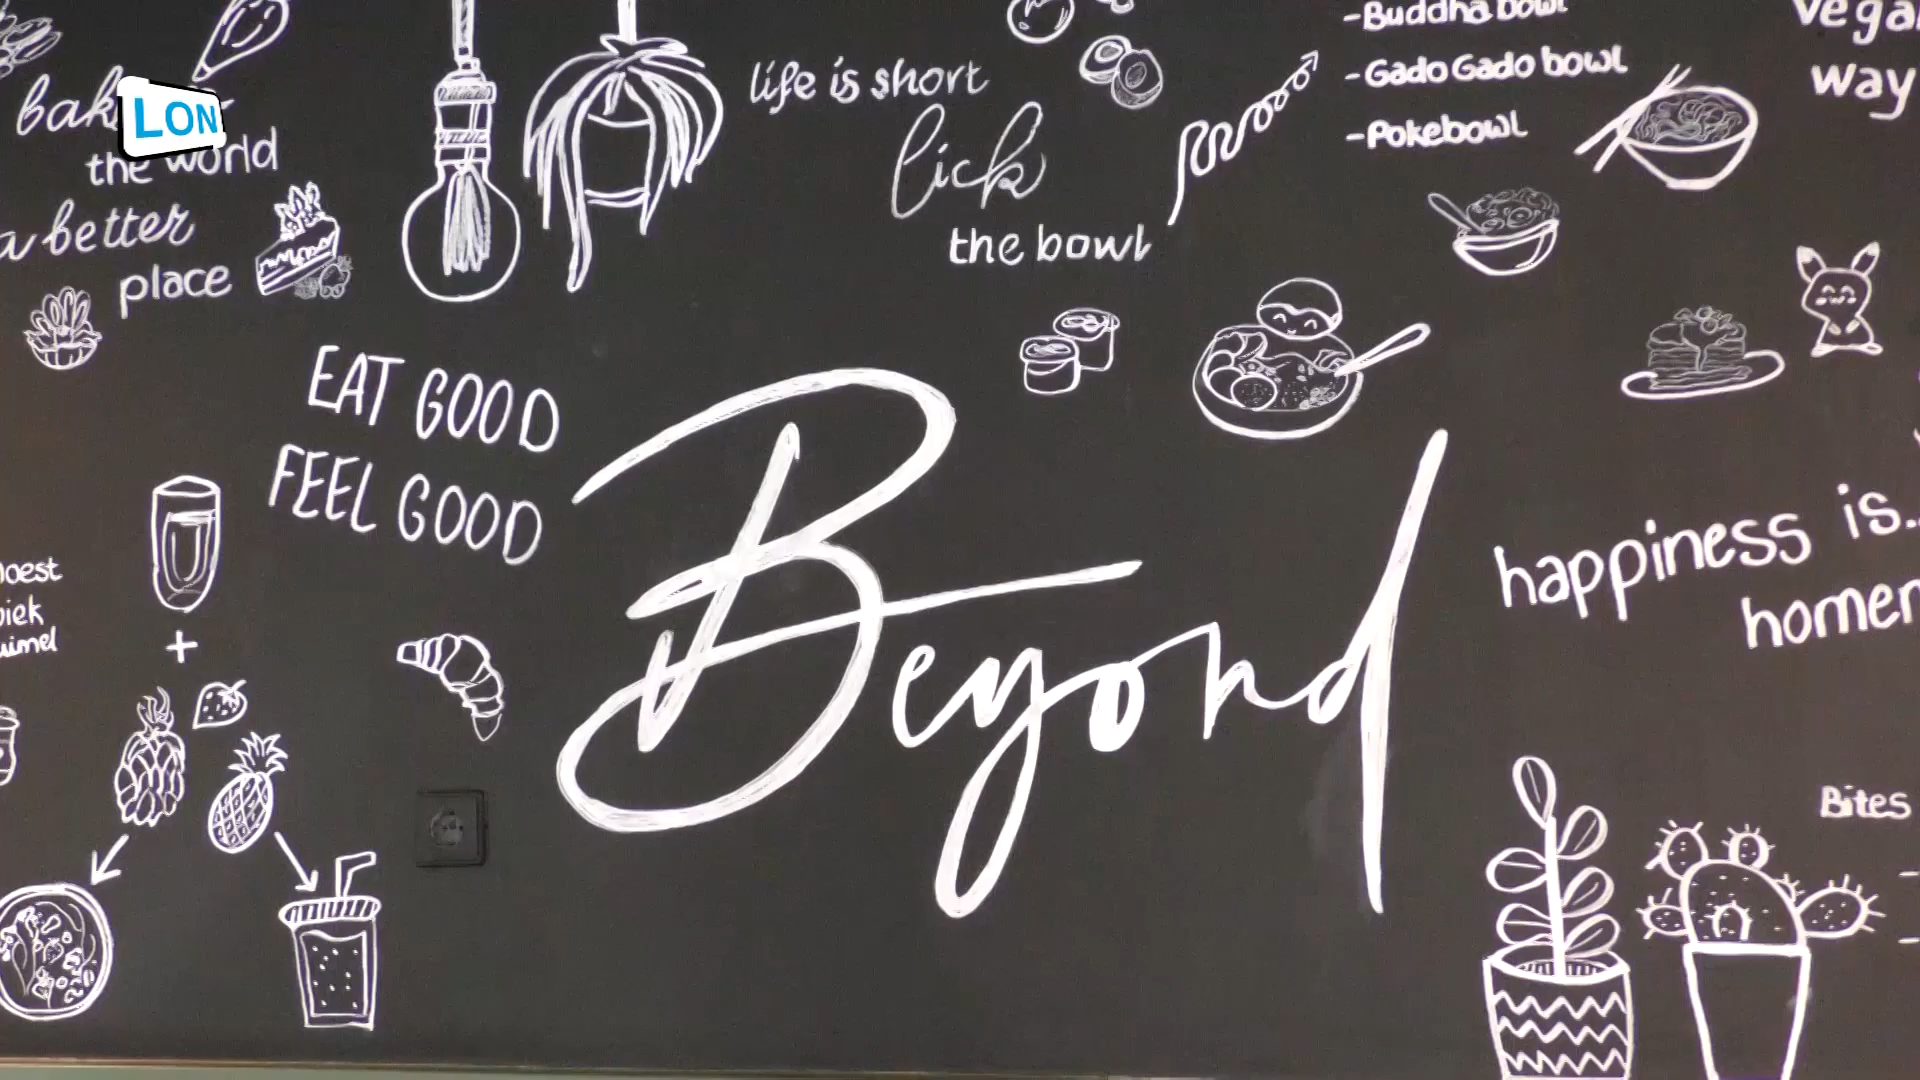 LON
the world
a better
place
life is short
lick
the bowl
-Buddha bowl
-Gado Gado bowl
-Pokebowl
way
EAT GOOD
FEEL GOOD
+
Beyond
happiness is..
Bites